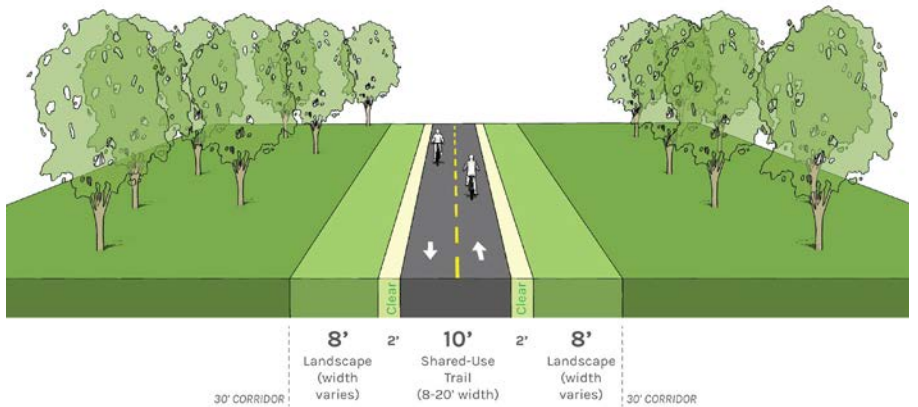 Clear
Clear
8’ 2’ 10’ 2’ 8’
Landscape
(width
varies)
Shared-Use
Trail
(8-20’ width)
Landscape
(width
varies)
30’ CORRIDOR
30’ CORRIDOR